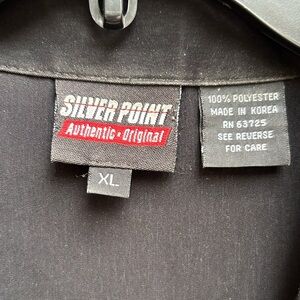 SILVER POINT
Authentic • Original
XL
100% POLYESTER
MADE IN KOREA
RN 63725
SEE REVERSE
FOR CARE